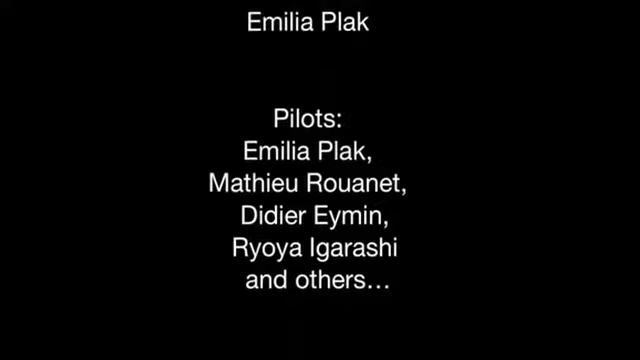 Emilia Plak
Pilots:
Emilia Plak,
Mathieu Rouanet,
Didier Eymin,
Ryoya Igarashi
and others…